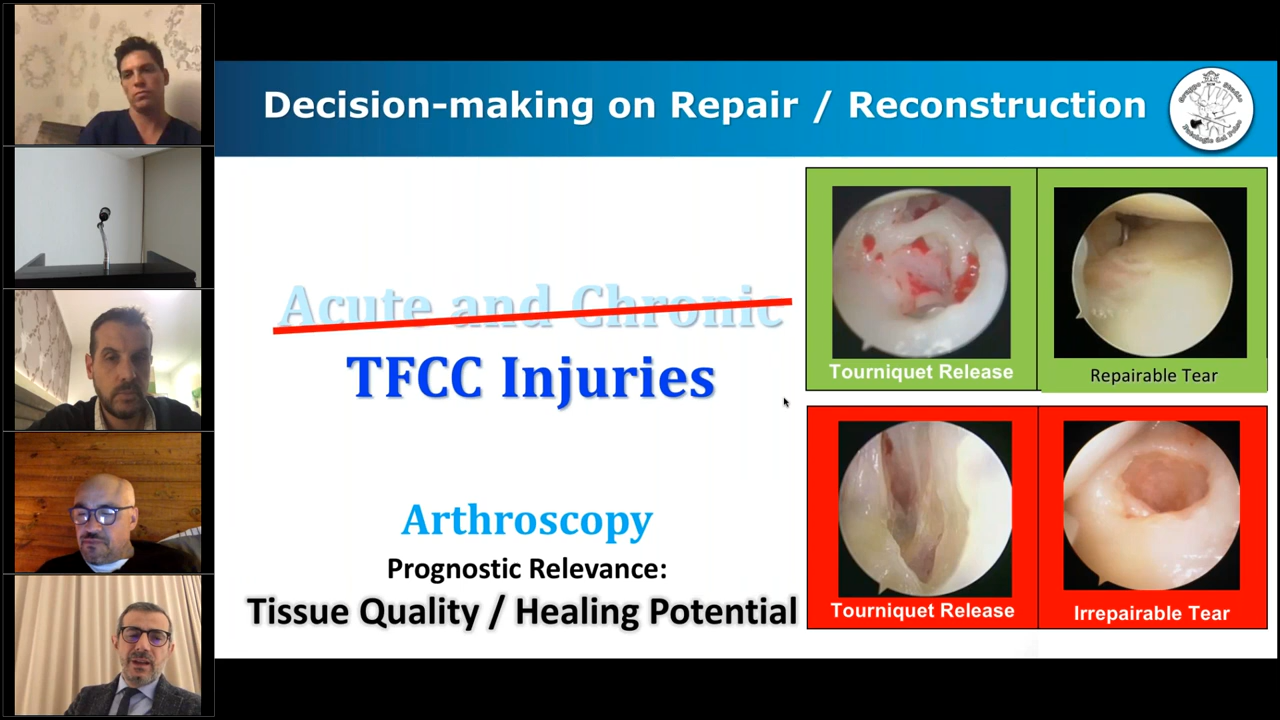 Decision-making on Repair / Reconstruction
Acute and Chronic
TFCC Injuries
Arthroscopy
Prognostic Relevance:
Tissue Quality / Healing Potential
Tourniquet Release
Repairable Tear
Tourniquet Release
Irrepairable Tear